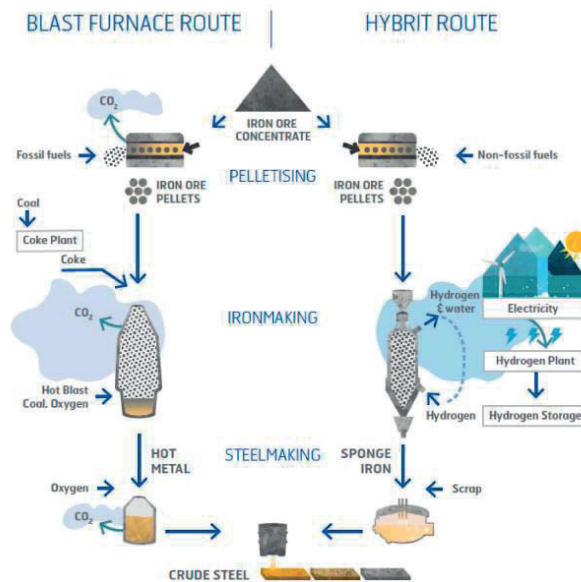 BLAST FURNACE ROUTE
HYBRIT ROUTE
CO2
IRON ORE
CONCENTRATE
Fossil fuels
Non-fossil fuels
PELLETISING
IRON ORE
PELLETS
IRON ORE
PELLETS
Coal
Coke Plant
Coke
CO2
IRONMAKING
Hydrogen
& water
Electricity
Hydrogen Plant
Hot Blast
Coal. Oxygen
Hydrogen
Hydrogen Storage
HOT
METAL
STEELMAKING
SPONGE
IRON
Oxygen
Scrap
CO2
CRUDE STEEL